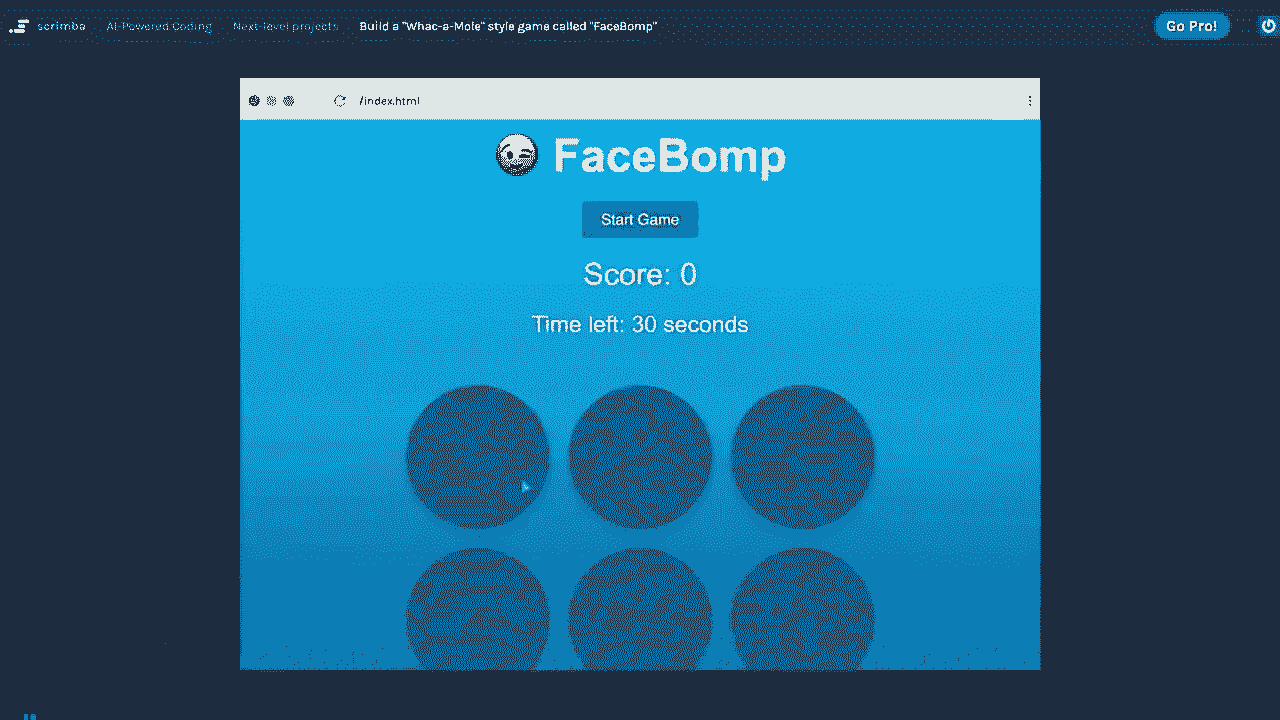 scrimba AI-Powered Coding Next-level projects Build a "Whac-a-Mole" style game called "FaceBomp" Go Pro!
/index.html
FaceBomp
Start Game
Score: 0
Time left: 30 seconds